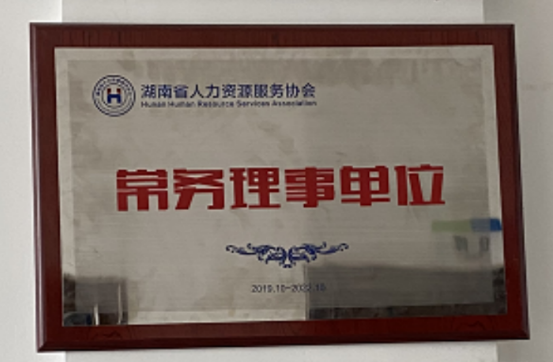 湖南省人力资源服务协会
Hunan Human Resource Services Association
常务理事单位
2019.10-2022.10